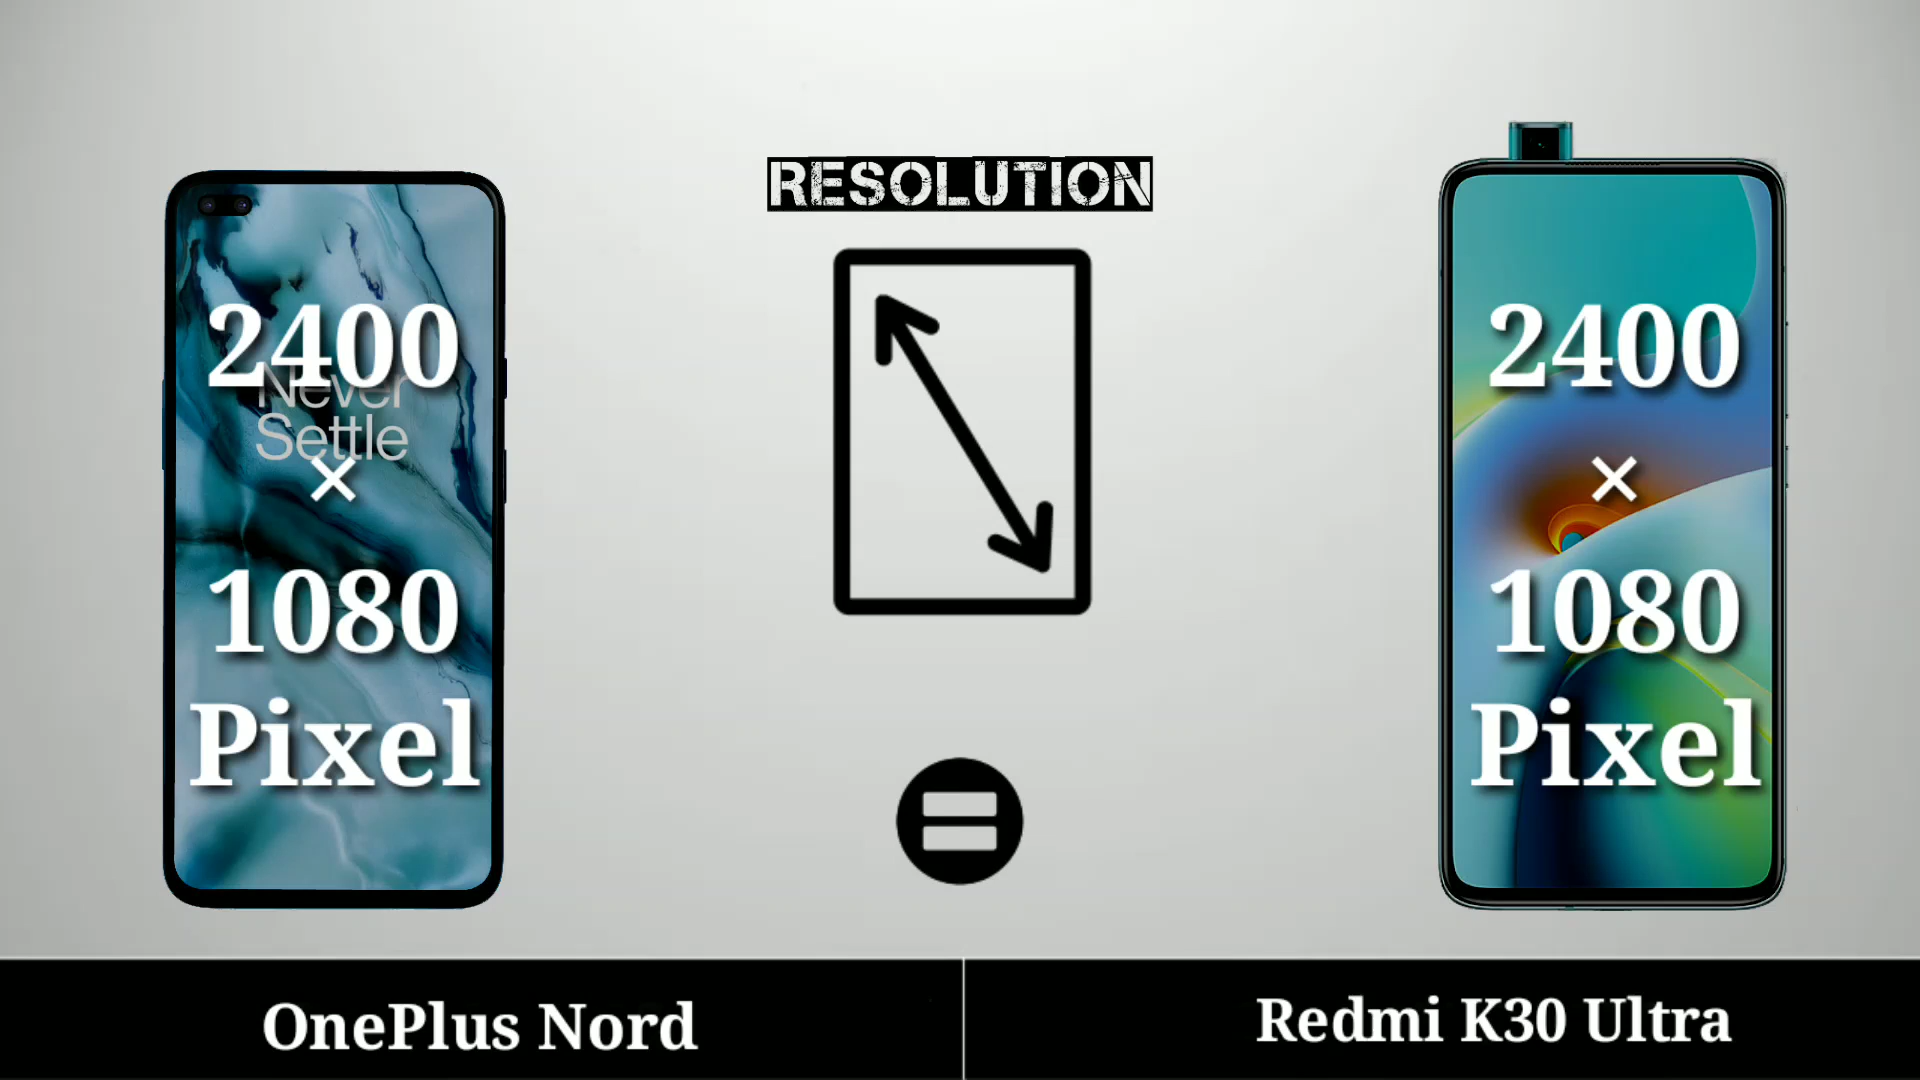 RESOLUTION
2400
Never
Settle
×
1080
Pixel
2400
×
1080
Pixel
OnePlus Nord
Redmi K30 Ultra